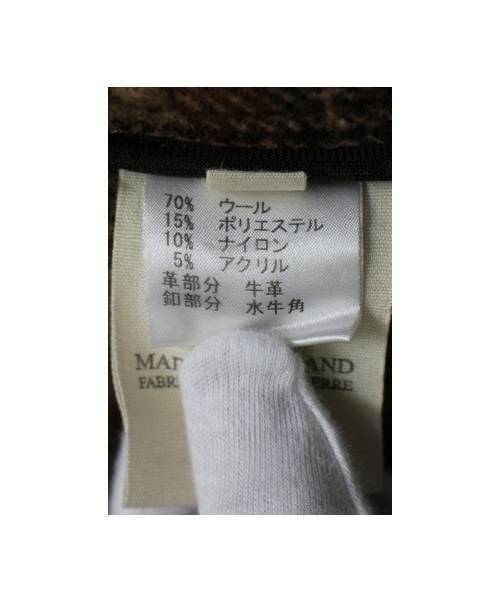 70% ウール
15% ポリエステル
10% ナイロン
5% アクリル
革部分 牛革
釦部分 水牛角